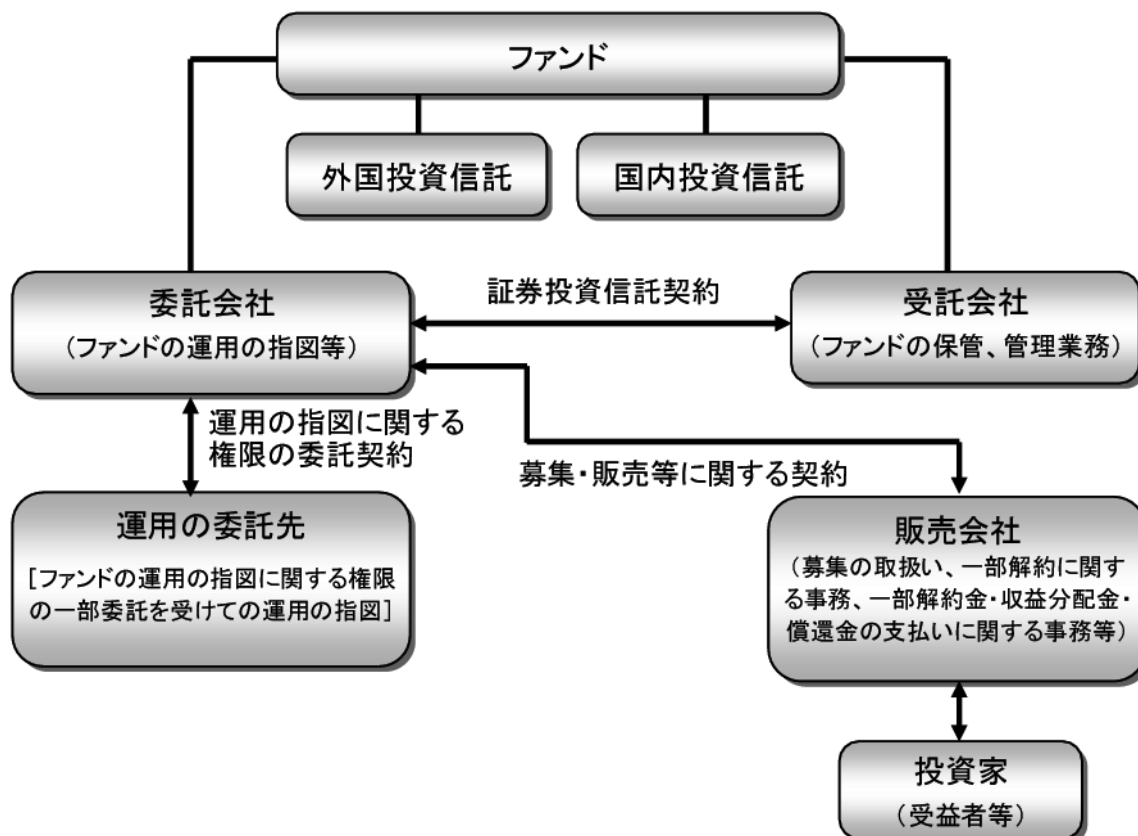 ファンド
外国投資信託
国内投資信託
委託会社
（ファンドの運用の指図等）
証券投資信託契約
受託会社
（ファンドの保管、管理業務）
運用の指図に関する
権限の委託契約
募集・販売等に関する契約
運用の委託先
［ファンドの運用の指図に関する権限
の一部委託を受けての運用の指図］
販売会社
（募集の取扱い、一部解約に関す
る事務、一部解約金・収益分配金・
償還金の支払いに関する事務等）
投資家
（受益者等）